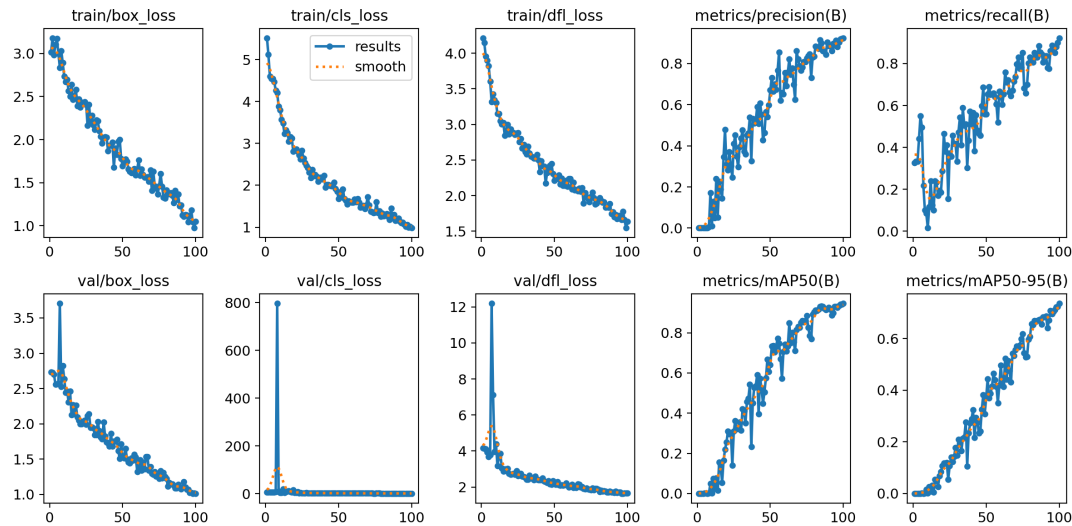 train/box_loss
train/cls_loss
train/dfl_loss
metrics/precision(B)
metrics/recall(B)
3.0
2.5
2.0
1.5
1.0
0 50 100
results
smooth
5
4
3
2
1
0 50 100
4.0
3.5
3.0
2.5
2.0
1.5
0 50 100
0.8
0.6
0.4
0.2
0.0
0 50 100
0.8
0.6
0.4
0.2
0.0
0 50 100
val/box_loss
val/cls_loss
val/dfl_loss
metrics/mAP50(B)
metrics/mAP50-95(B)
3.5
3.0
2.5
2.0
1.5
1.0
0 50 100
800
600
400
200
0
0 50 100
12
10
8
6
4
2
0 50 100
0.8
0.6
0.4
0.2
0.0
0 50 100
0.6
0.4
0.2
0.0
0 50 100